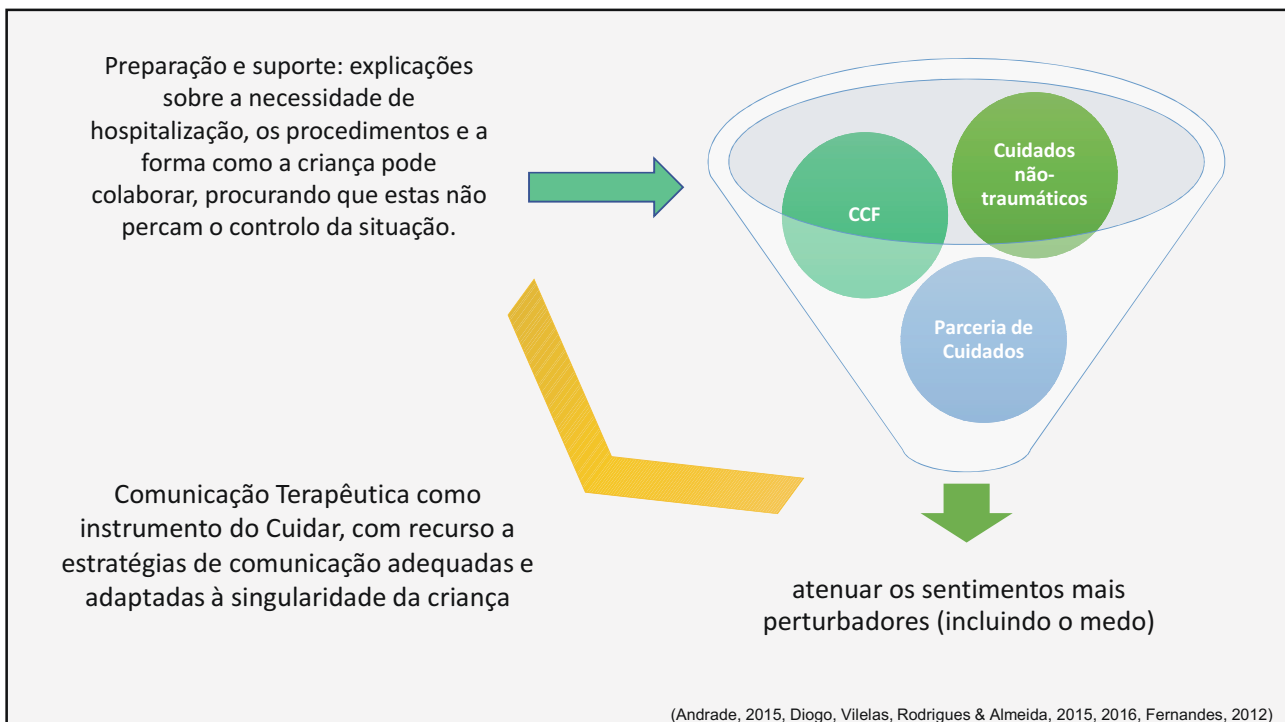 Preparação e suporte: explicações
sobre a necessidade de
hospitalização, os procedimentos e a
forma como a criança pode
colaborar, procurando que estas não
percam o controlo da situação.
CCF
Cuidados
não-
traumáticos
Parceria de
Cuidados
Comunicação Terapêutica como
instrumento do Cuidar, com recurso a
estratégias de comunicação adequadas e
adaptadas à singularidade da criança
atenuar os sentimentos mais
perturbadores (incluindo o medo)
(Andrade, 2015, Diogo, Vilelas, Rodrigues & Almeida, 2015, 2016, Fernandes, 2012)